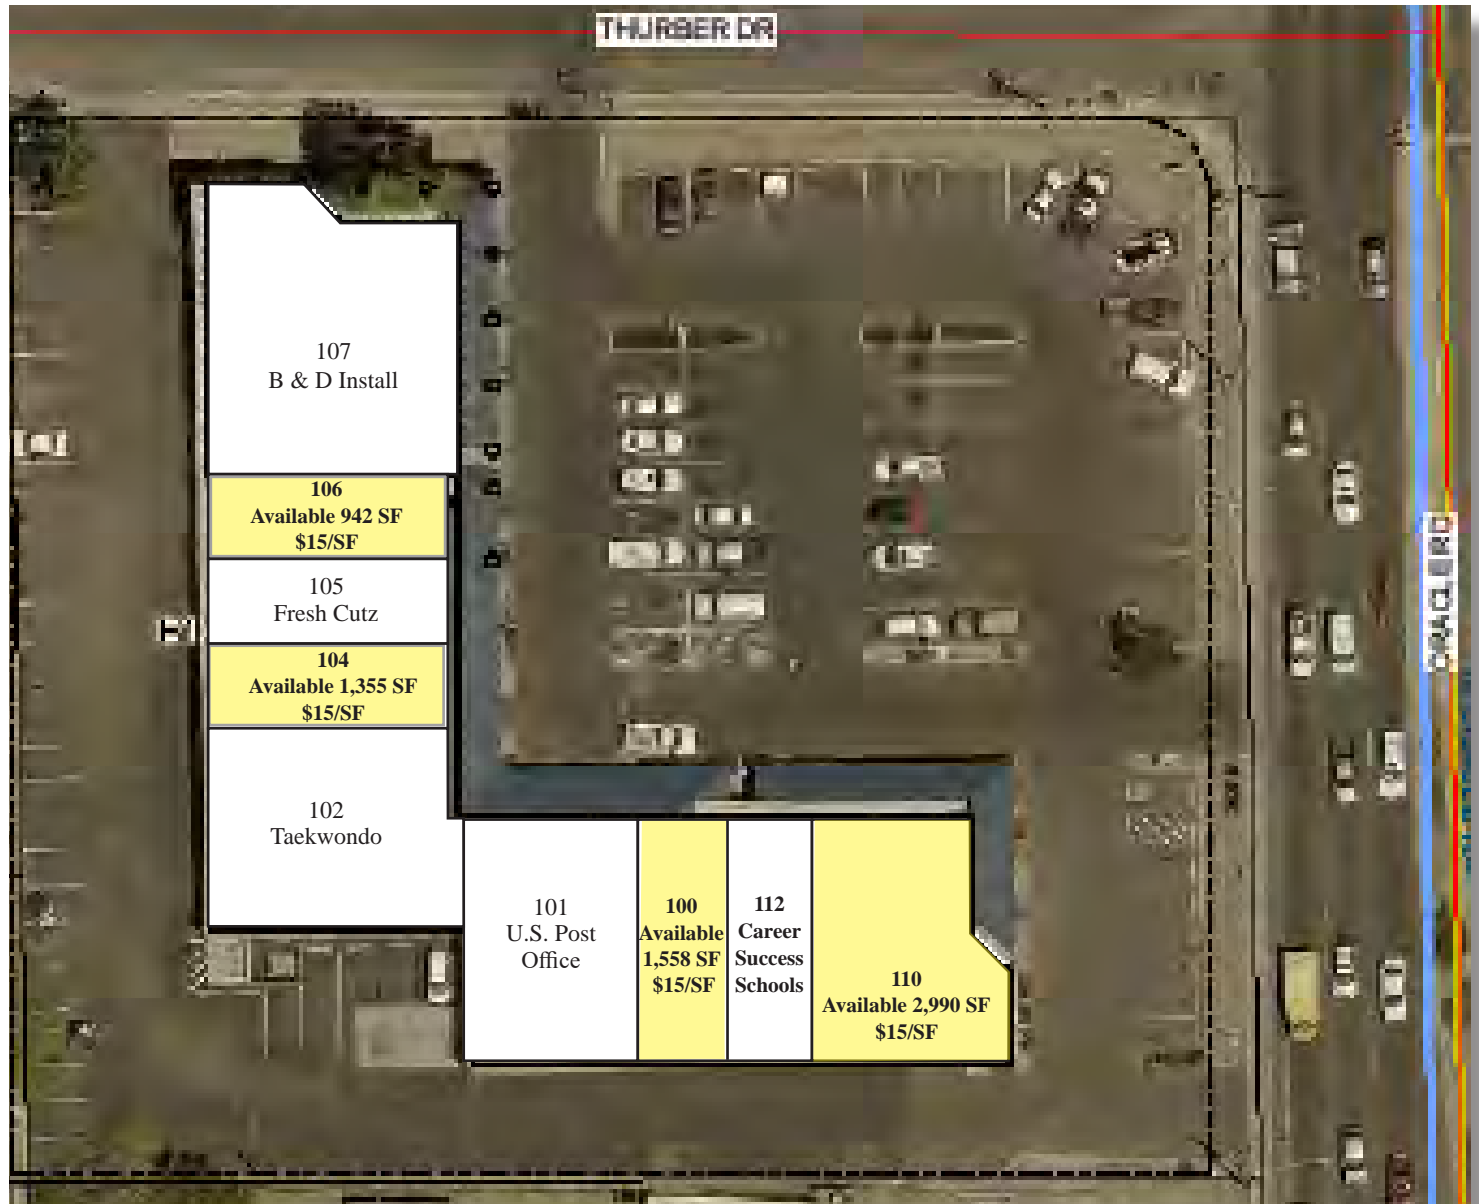 THURBER DR
107
B & D Install
106
Available 942 SF
$15/SF
105
Fresh Cutz
104
Available 1,355 SF
$15/SF
102
Taekwondo
101
U.S. Post
Office
100
Available
1,558 SF
$15/SF
112
Career
Success
Schools
110
Available 2,990 SF
$15/SF